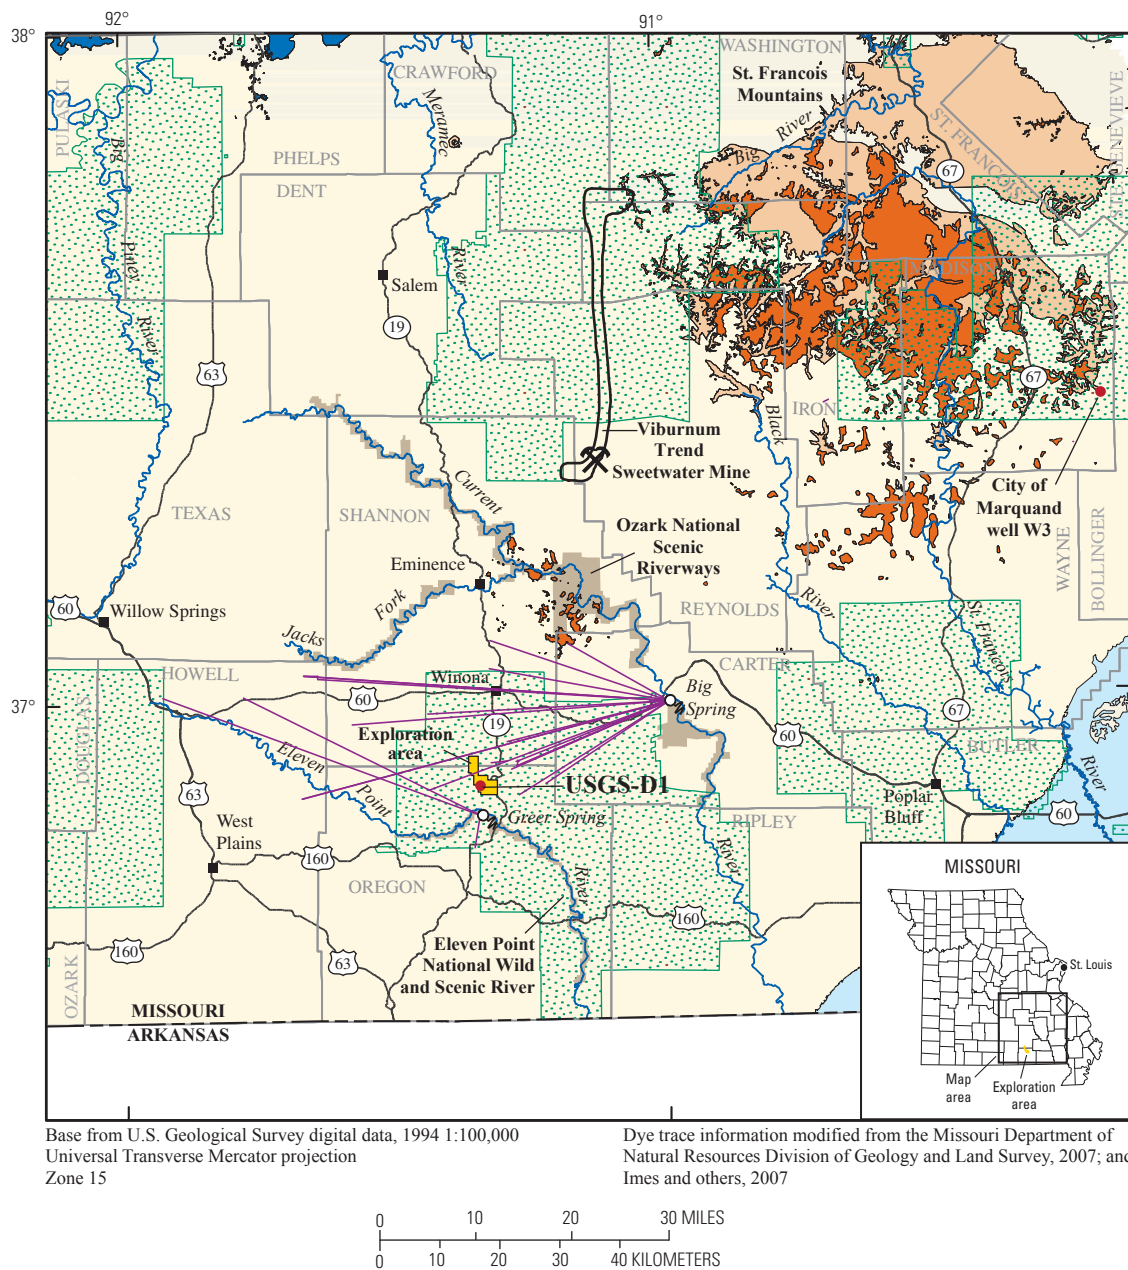 92°
91°
38°
WASHINGTON
St. Francois
Mountains
CRAWFORD
PULASKI
Big
Piney
River
Meramec
River
PHELPS
DENT
Big
River
ST. FRANCOIS
STE GENEVIEVE
67
MADISON
Salem
19
63
67
Viburnum
Trend
Sweetwater Mine
Black
River
IRON
City of
Marquand
well W3
TEXAS
SHANNON
Current
Ozark National
Scenic
Riverways
WAYNE
BOLLINGER
Eminence
60
Willow Springs
Fork
Jacks
REYNOLDS
St. Francois
River
HOWELL
Winona
CARTER
37°
60
Big
Spring
19
67
DOUGLAS
Exploration
area
60
BUTLER
Eleven
Point
River
USGS-D1
63
Greer Spring
Poplar
Bluff
60
West
Plains
RIPLEY
River
160
OREGON
160
160
63
Eleven Point
National Wild
and Scenic River
OZARK
MISSOURI
ARKANSAS
MISSOURI
St. Louis
Map
area
Exploration
area
Base from U.S. Geological Survey digital data, 1994 1:100,000
Universal Transverse Mercator projection
Zone 15
Dye trace information modified from the Missouri Department of
Natural Resources Division of Geology and Land Survey, 2007; and
Imes and others, 2007
0 10 20 30 MILES
0 10 20 30 40 KILOMETERS